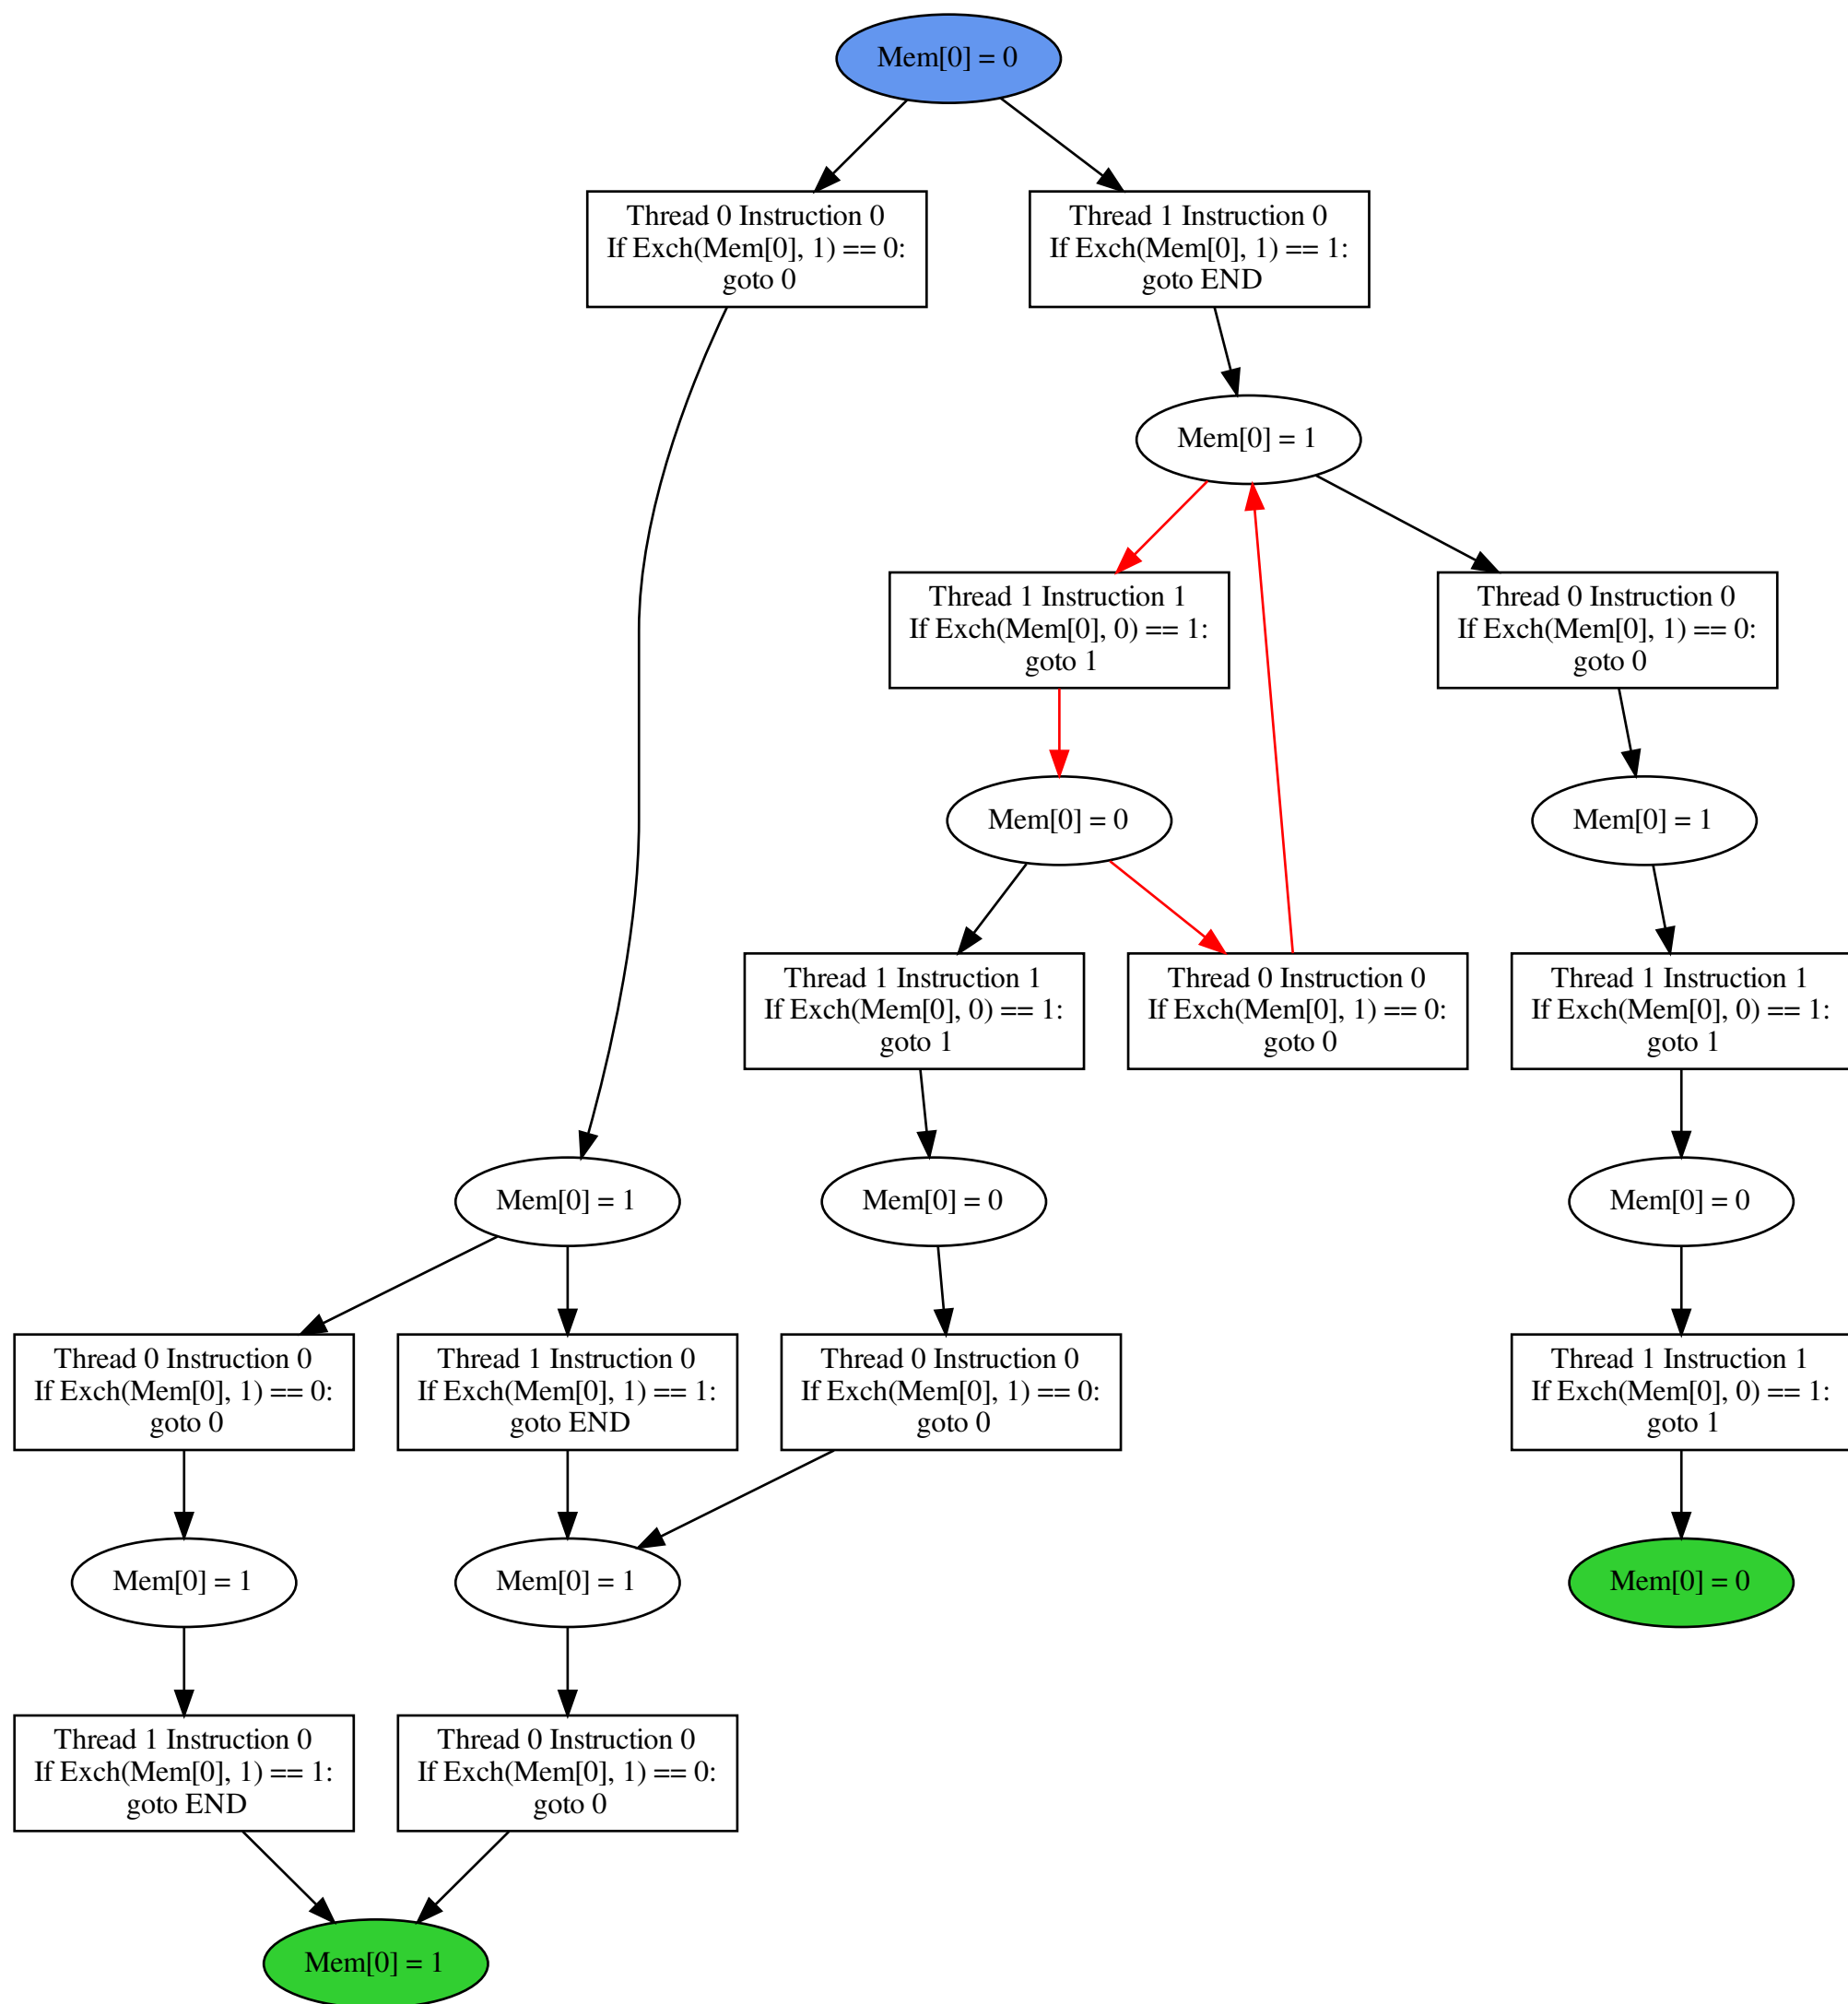 Mem[0] = 0
Thread 0 Instruction 0
If Exch(Mem[0], 1) == 0:
goto 0
Thread 1 Instruction 0
If Exch(Mem[0], 1) == 1:
goto END
Mem[0] = 1
Thread 1 Instruction 1
If Exch(Mem[0], 0) == 1:
goto 1
Thread 0 Instruction 0
If Exch(Mem[0], 1) == 0:
goto 0
Mem[0] = 0
Mem[0] = 1
Thread 1 Instruction 1
If Exch(Mem[0], 0) == 1:
goto 1
Thread 0 Instruction 0
If Exch(Mem[0], 1) == 0:
goto 0
Thread 1 Instruction 1
If Exch(Mem[0], 0) == 1:
goto 1
Mem[0] = 1
Mem[0] = 0
Mem[0] = 0
Thread 0 Instruction 0
If Exch(Mem[0], 1) == 0:
goto 0
Thread 1 Instruction 0
If Exch(Mem[0], 1) == 1:
goto END
Thread 0 Instruction 0
If Exch(Mem[0], 1) == 0:
goto 0
Thread 1 Instruction 1
If Exch(Mem[0], 0) == 1:
goto 1
Mem[0] = 1
Mem[0] = 1
Mem[0] = 0
Thread 1 Instruction 0
If Exch(Mem[0], 1) == 1:
goto END
Thread 0 Instruction 0
If Exch(Mem[0], 1) == 0:
goto 0
Mem[0] = 1